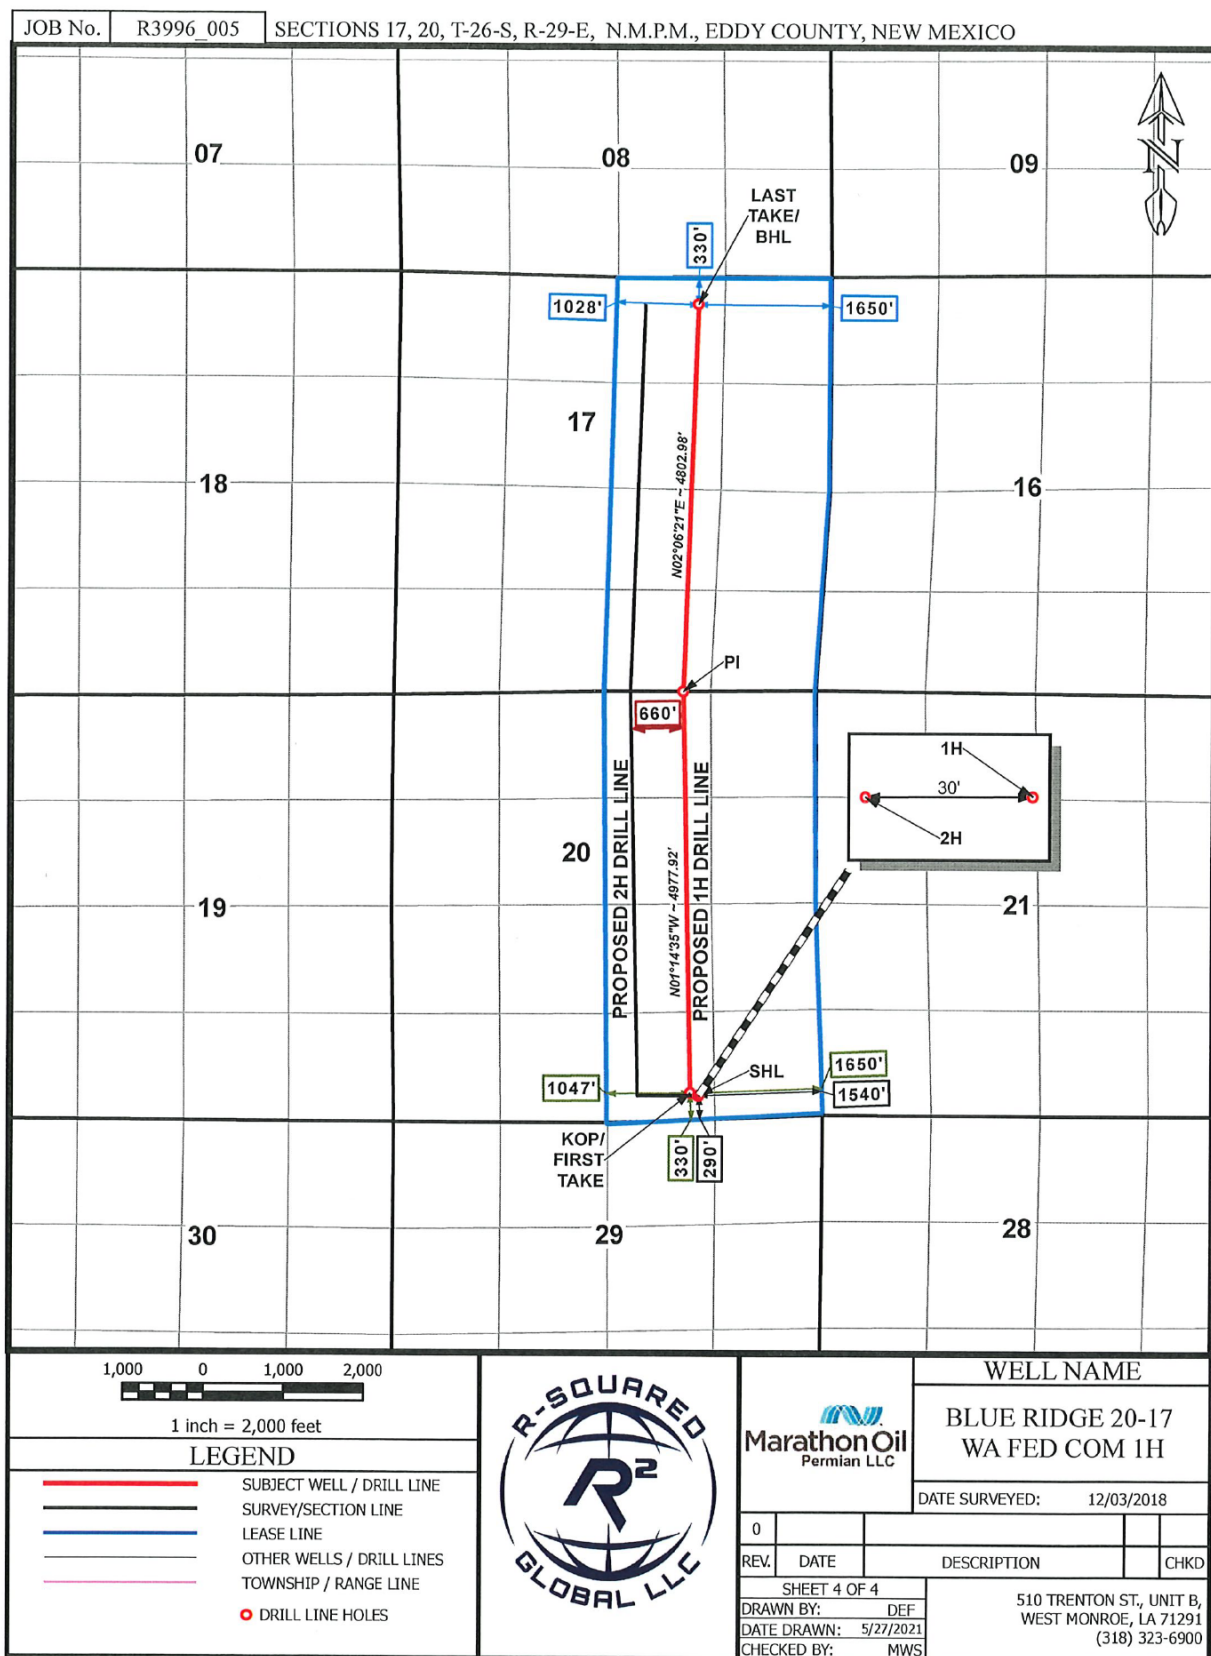 JOB No. R3996_005 SECTIONS 17, 20, T-26-S, R-29-E, N.M.P.M., EDDY COUNTY, NEW MEXICO
N
07 08 09
LAST
TAKE/
BHL
330'
1028' 1650'
17
18 16
N02°06'21"E ~ 4802.98'
PI
660'
1H
30'
2H
PROPOSED 2H DRILL LINE
PROPOSED 1H DRILL LINE
N01°14'35"W ~ 4977.92'
20
19 21
SHL
1650'
1047' 1540'
KOP/
FIRST
TAKE
330' 290'
30 29 28
1,000 0 1,000 2,000
1 inch = 2,000 feet
LEGEND
SUBJECT WELL / DRILL LINE
SURVEY/SECTION LINE
LEASE LINE
OTHER WELLS / DRILL LINES
TOWNSHIP / RANGE LINE
DRILL LINE HOLES
R-SQUARED
R2
GLOBAL LLC
Marathon Oil
Permian LLC
WELL NAME
BLUE RIDGE 20-17
WA FED COM 1H
DATE SURVEYED: 12/03/2018
0
REV. DATE DESCRIPTION CHKD
SHEET 4 OF 4
DRAWN BY: DEF
DATE DRAWN: 5/27/2021
CHECKED BY: MWS
510 TRENTON ST., UNIT B,
WEST MONROE, LA 71291
(318) 323-6900